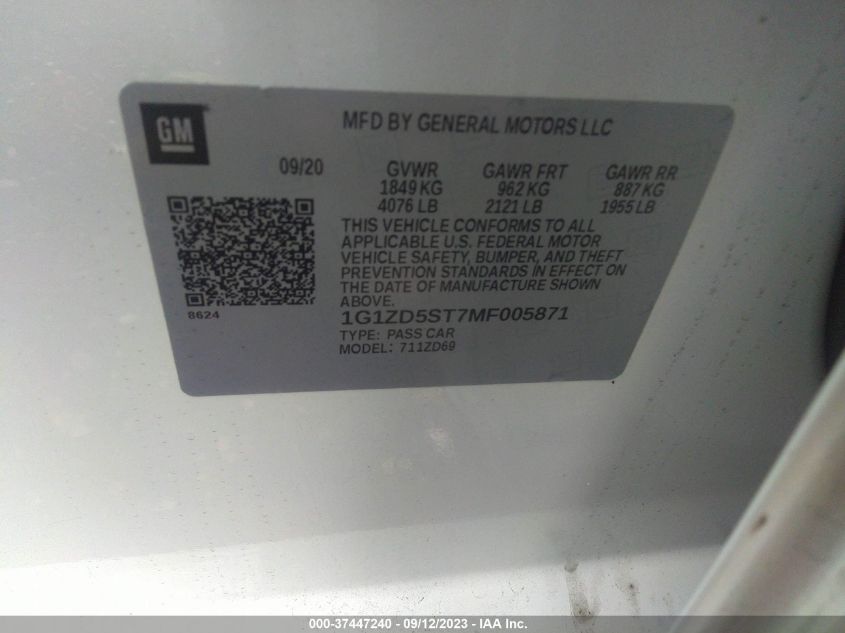 GM
MFD BY GENERAL MOTORS LLC
09/20 GVWR GAWR FRT GAWR RR
1849 KG 962 KG 887 KG
4076 LB 2121 LB 1955 LB
THIS VEHICLE CONFORMS TO ALL
APPLICABLE U.S. FEDERAL MOTOR
VEHICLE SAFETY, BUMPER, AND THEFT
PREVENTION STANDARDS IN EFFECT ON
THE DATE OF MANUFACTURE SHOWN
ABOVE.
8624
1G1ZD5ST7MF005871
TYPE: PASS CAR
MODEL: 711ZD69
000-37447240 - 09/12/2023 - IAA Inc.